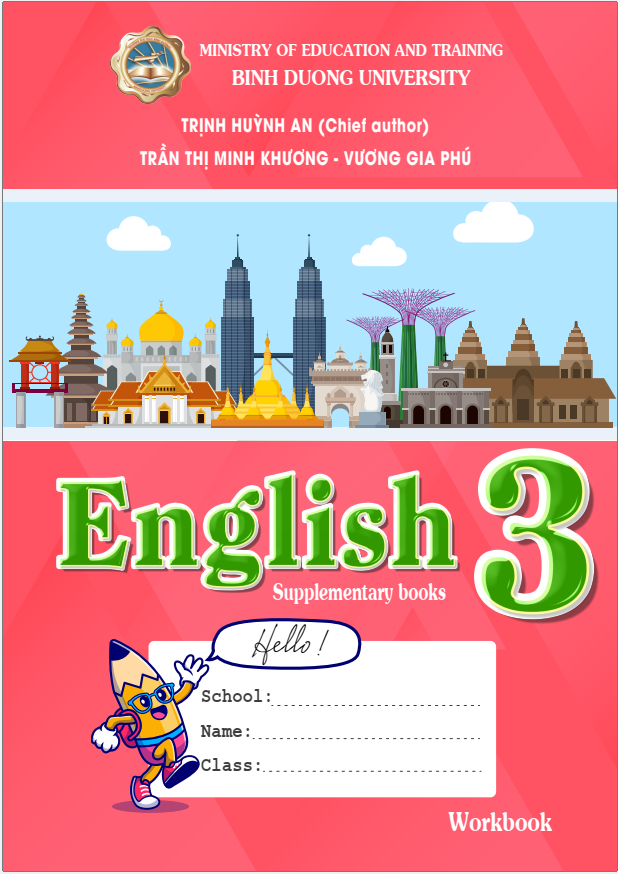 MINISTRY OF EDUCATION AND TRAINING
BINH DUONG UNIVERSITY
TRỊNH HUỲNH AN (Chief author)
TRẦN THỊ MINH KHƯƠNG - VƯƠNG GIA PHÚ
English 3
Supplementary books
Hello!
School:
Name:
Class:
Workbook